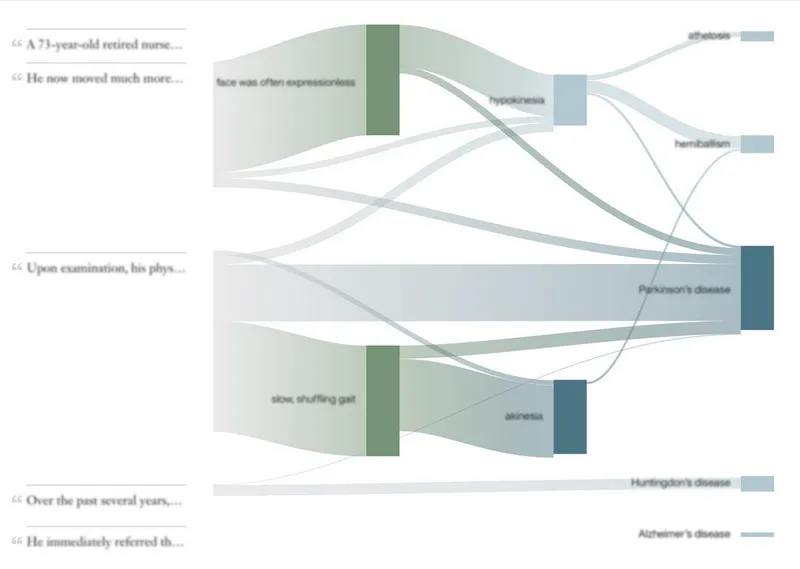 “ A 73-year-old retired nurse…
“ He now moved much more…
“ Upon examination, his phys…
“ Over the past several years,…
“ He immediately referred th…
face was often expressionless
slow, shuffling gait
hypokinesia
akinesia
athetosis
hemiballism
Parkinson's disease
Huntingdon's disease
Alzheimer's disease